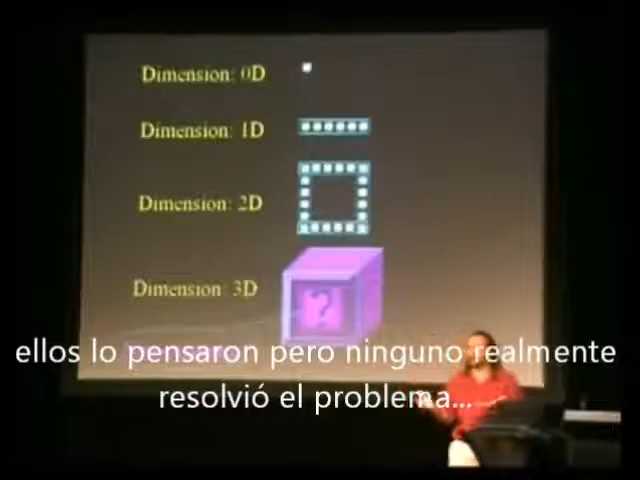 Dimension: 0D
Dimension: 1D
Dimension: 2D
Dimension: 3D
?
ellos lo pensaron pero ninguno realmente
resolvió el problema...